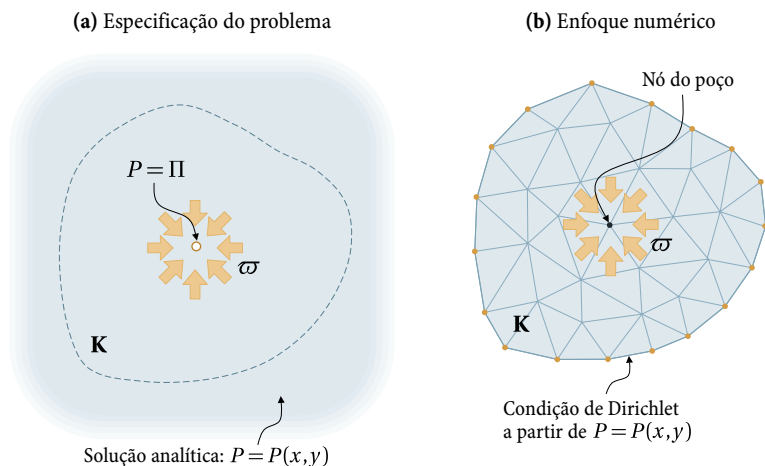 (a) Especificação do problema
P = Π
ϖ
K
Solução analítica: P = P(x, y)
(b) Enfoque numérico
Nó do poço
ϖ
K
Condição de Dirichlet
a partir de P = P(x, y)